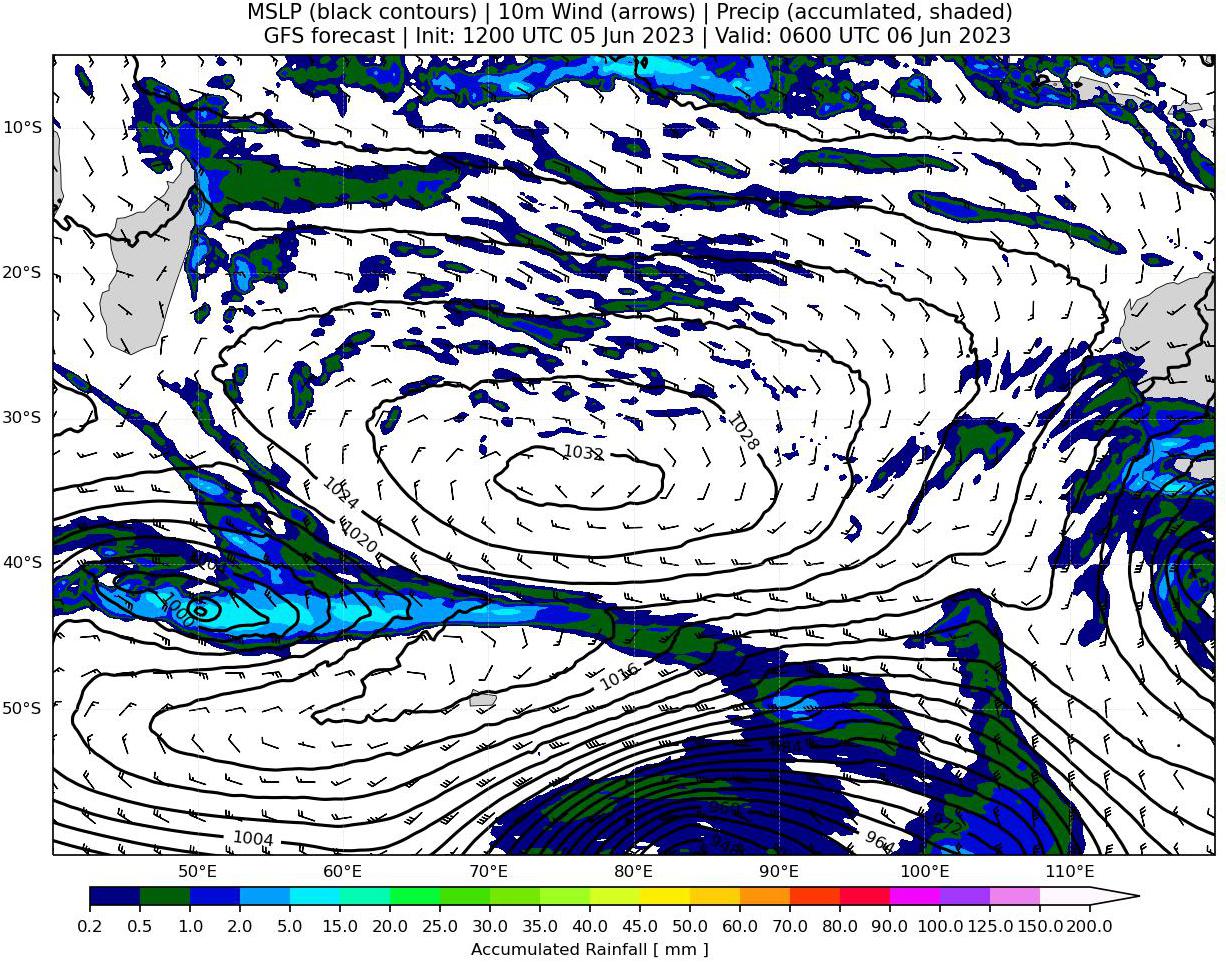 MSLP (black contours) | 10m Wind (arrows) | Precip (accumlated, shaded)
GFS forecast | Init: 1200 UTC 05 Jun 2023 | Valid: 0600 UTC 06 Jun 2023
10°S
20°S
30°S
40°S
50°S
1032
1028
1024
1020
1016
1004
964
50°E
60°E
70°E
80°E
90°E
100°E
110°E
0.2 0.5 1.0 2.0 5.0 10.0 15.0 20.0 25.0 30.0 35.0 40.0 45.0 50.0 60.0 70.0 80.0 90.0 100.0 125.0 150.0 200.0
Accumulated Rainfall [ mm ]